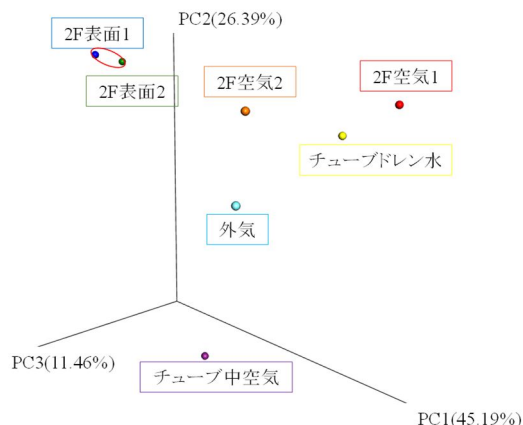 PC2(26.39%)
2F表面1
2F表面2
2F空気2
2F空気1
チューブドレン水
外気
PC3(11.46%)
チューブ中空気
PC1(45.19%)